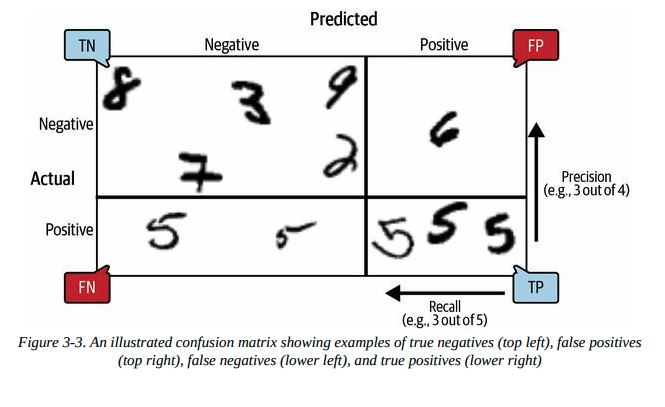 Predicted
TN
Negative
Positive
FP
8
3
9
Negative
6
7
2
Actual
Precision
(e.g., 3 out of 4)
Positive
5
5
5
5
5
FN
TP
Recall
(e.g., 3 out of 5)
Figure 3-3. An illustrated confusion matrix showing examples of true negatives (top left), false positives
(top right), false negatives (lower left), and true positives (lower right)